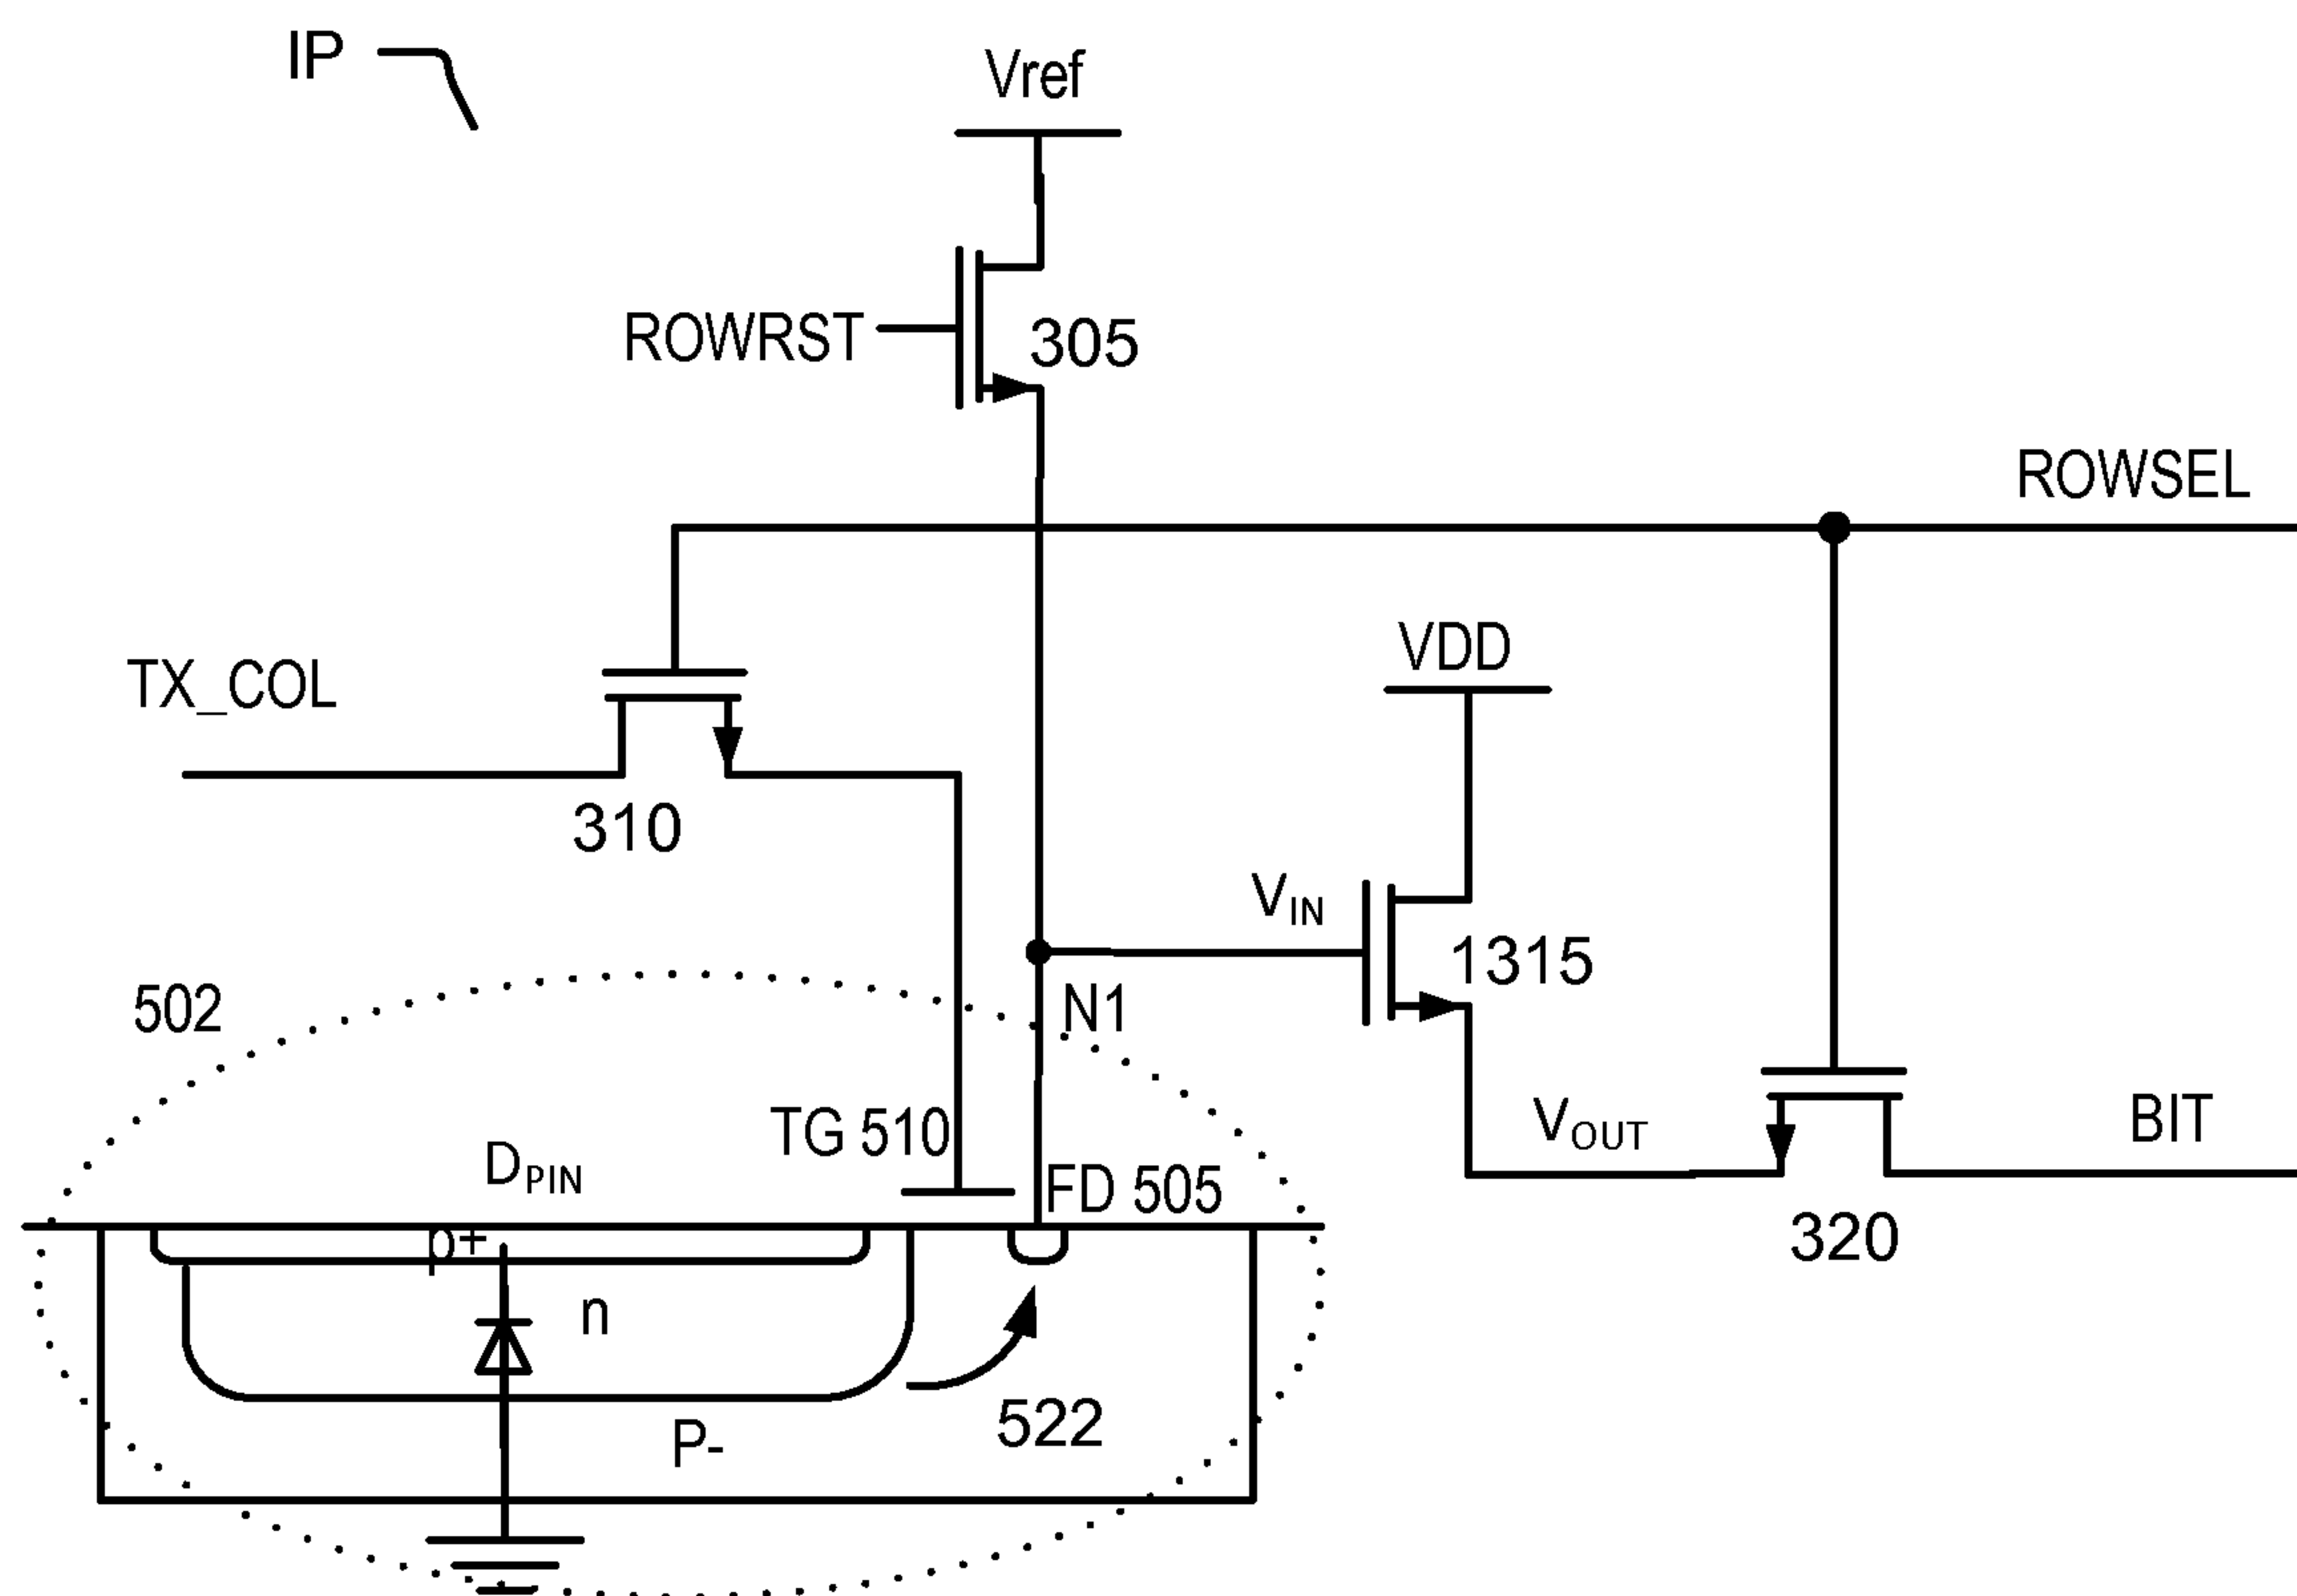 IP
Vref
ROWRST
305
ROWSEL
TX_COL
VDD
310
VIN
1315
502
N1
TG 510
VOUT
BIT
DPIN
FD 505
320
p+
n
522
P-